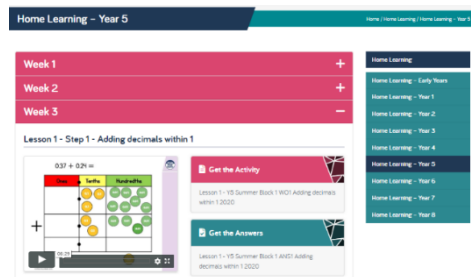 Home Learning – Year 5
Home / Home Learning / Home Learning – Year 5
Week 1
Week 2
Week 3
Lesson 1 - Step 1 - Adding decimals within 1
0.37 + 0.24 =
Ones Tenths Hundredths
+
06:29
Get the Activity
Lesson 1 - Y5 Summer Block 1 WO1 Adding decimals
within 1 2020
Get the Answers
Lesson 1 - Y5 Summer Block 1 ANS1 Adding
decimals within 1 2020
Home Learning
Home Learning – Early Years
Home Learning – Year 1
Home Learning – Year 2
Home Learning – Year 3
Home Learning – Year 4
Home Learning – Year 5
Home Learning – Year 6
Home Learning – Year 7
Home Learning – Year 8